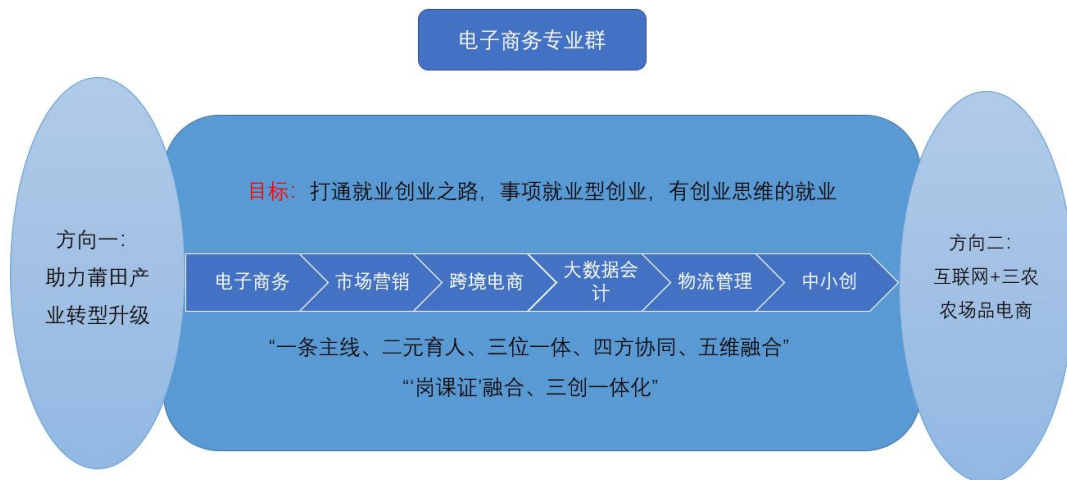 电子商务专业群
目标：打通就业创业之路，事项就业型创业，有创业思维的就业
方向一：
助力莆田产
业转型升级
电子商务
市场营销
跨境电商
大数据会
计
物流管理
中小创
方向二：
互联网+三农
农场品电商
“一条主线、二元育人、三位一体、四方协同、五维融合”
“‘岗课证’融合、三创一体化”